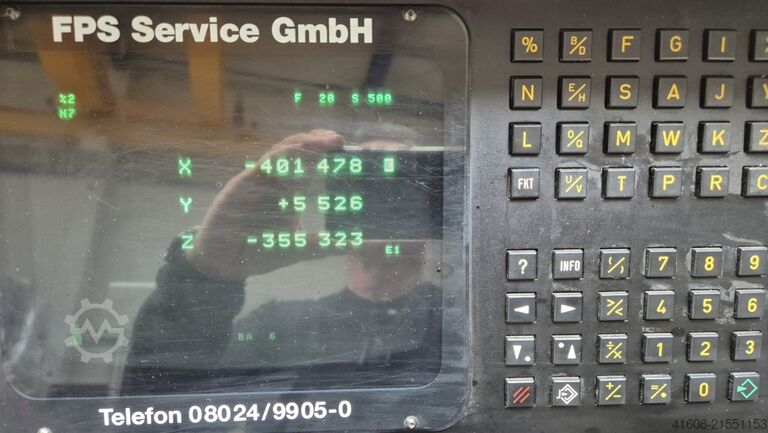 FPS Service GmbH
%2
N7
F 20 S 500
X -401 478 E
Y +5 526
Z -355 323
E1
BA 6
Telefon 08024/9905-0
% B/D F G I
N E/H S A J Y
L O/Q M W K Z
FKT U/V T P R C
? INFO 7 8 9
4 5 6
1 2 3
0
41608-21551153